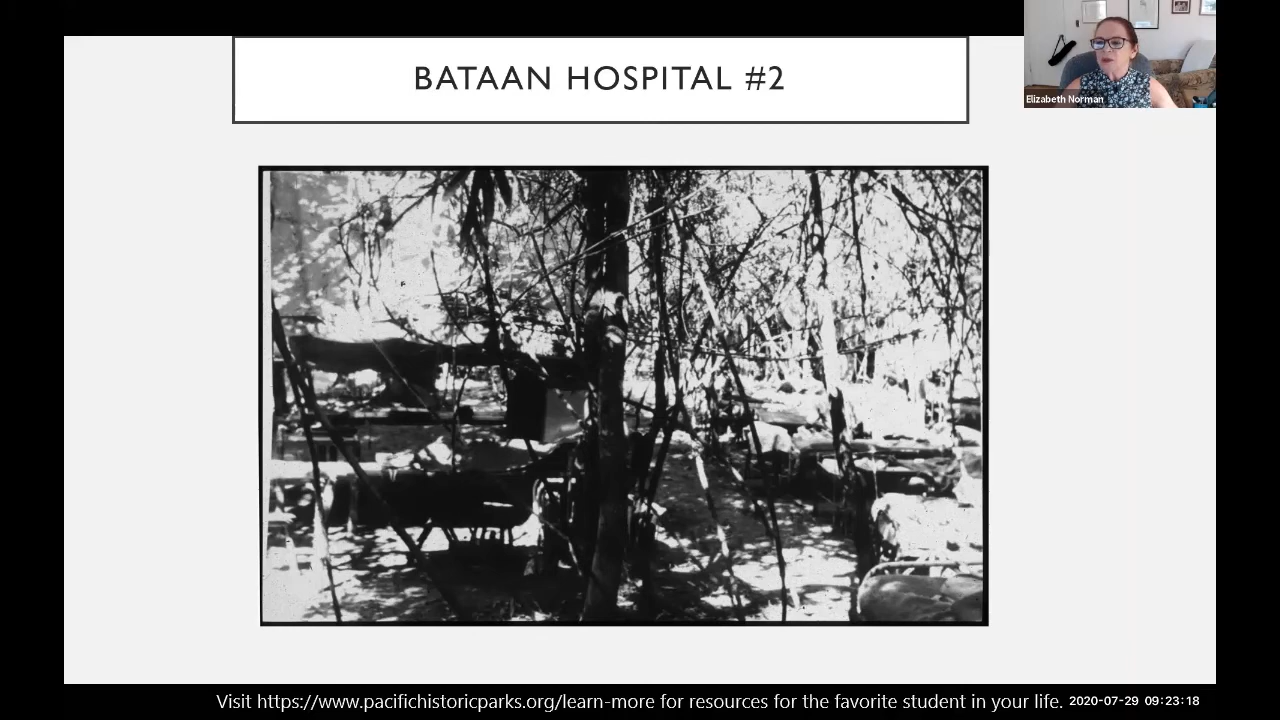 BATAAN HOSPITAL #2
Elizabeth Norman
Visit https://www.pacifichistoricparks.org/learn-more for resources for the favorite student in your life. 2020-07-29 09:23:18